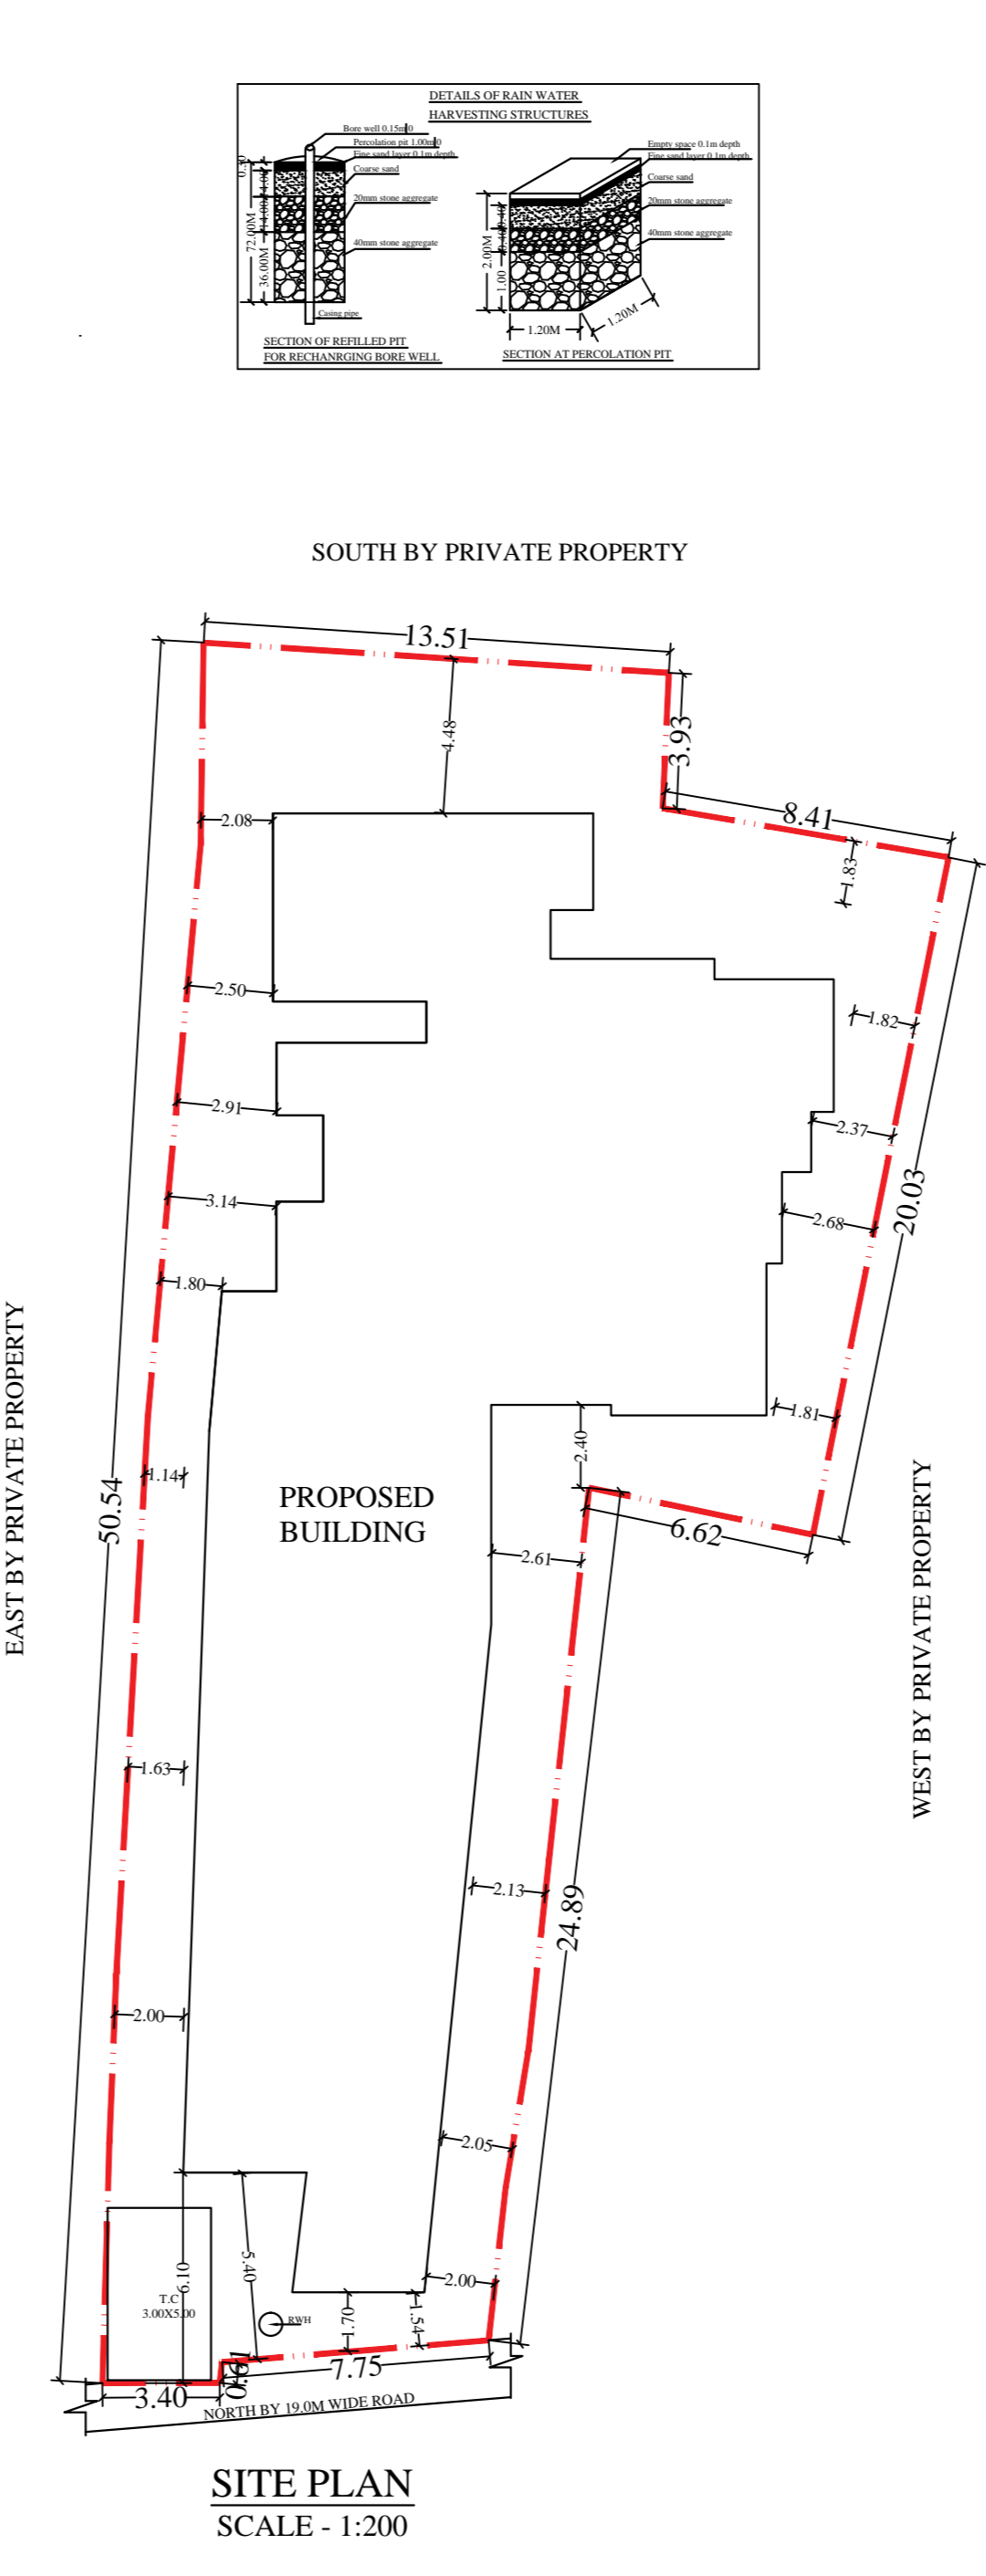 DETAILS OF RAIN WATER
HARVESTING STRUCTURES
Bore well 0.15m/0
Percolation pit 1.00m/0
Fine sand layer 0.1m depth
Coarse sand
20mm stone aggregate
40mm stone aggregate
Casing pipe
0.50
72.00M
36.00M
SECTION OF REFILLED PIT
FOR RECHANRGING BORE WELL
Empty space 0.1m depth
Fine sand layer 0.1m depth
Coarse sand
20mm stone aggregate
40mm stone aggregate
2.00M
1.00
1.20M
1.20M
SECTION AT PERCOLATION PIT
SOUTH BY PRIVATE PROPERTY
13.51
3.93
4.48
8.41
2.08
1.83
2.50
1.82
2.91
2.37
3.14
20.03
2.68
1.80
EAST BY PRIVATE PROPERTY
1.81
2.40
1.14
50.54
PROPOSED
BUILDING
6.62
2.61
WEST BY PRIVATE PROPERTY
1.63
2.13
24.89
2.00
2.05
5.40
6.10
2.00
T.C
3.00X5.00
RWH
1.70
1.54
0.61
7.75
3.40
NORTH BY 19.0M WIDE ROAD
SITE PLAN
SCALE - 1:200